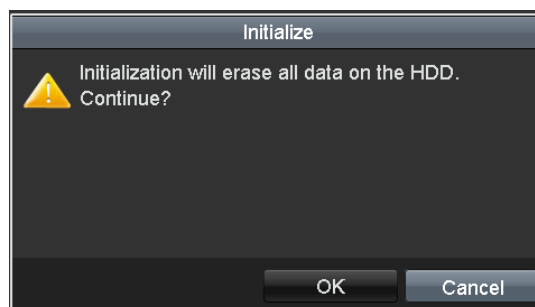 Initialize
Initialization will erase all data on the HDD.
Continue?
OK
Cancel